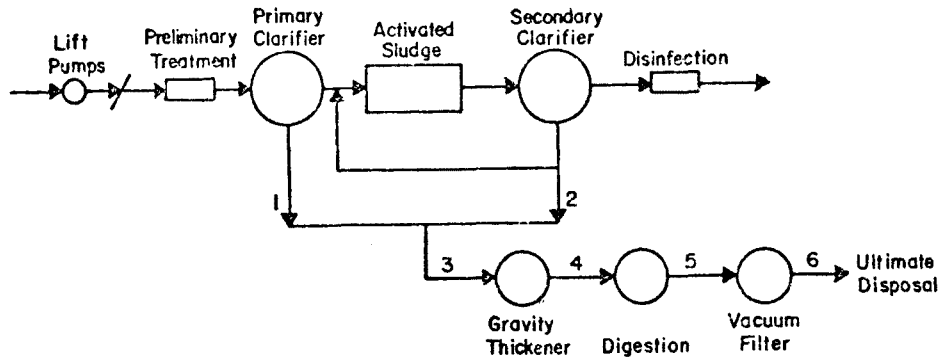 Lift
Pumps
Preliminary
Treatment
Primary
Clarifier
Activated
Sludge
Secondary
Clarifier
Disinfection
1
2
3
4
5
6
Ultimate
Disposal
Gravity
Thickener
Digestion
Vacuum
Filter